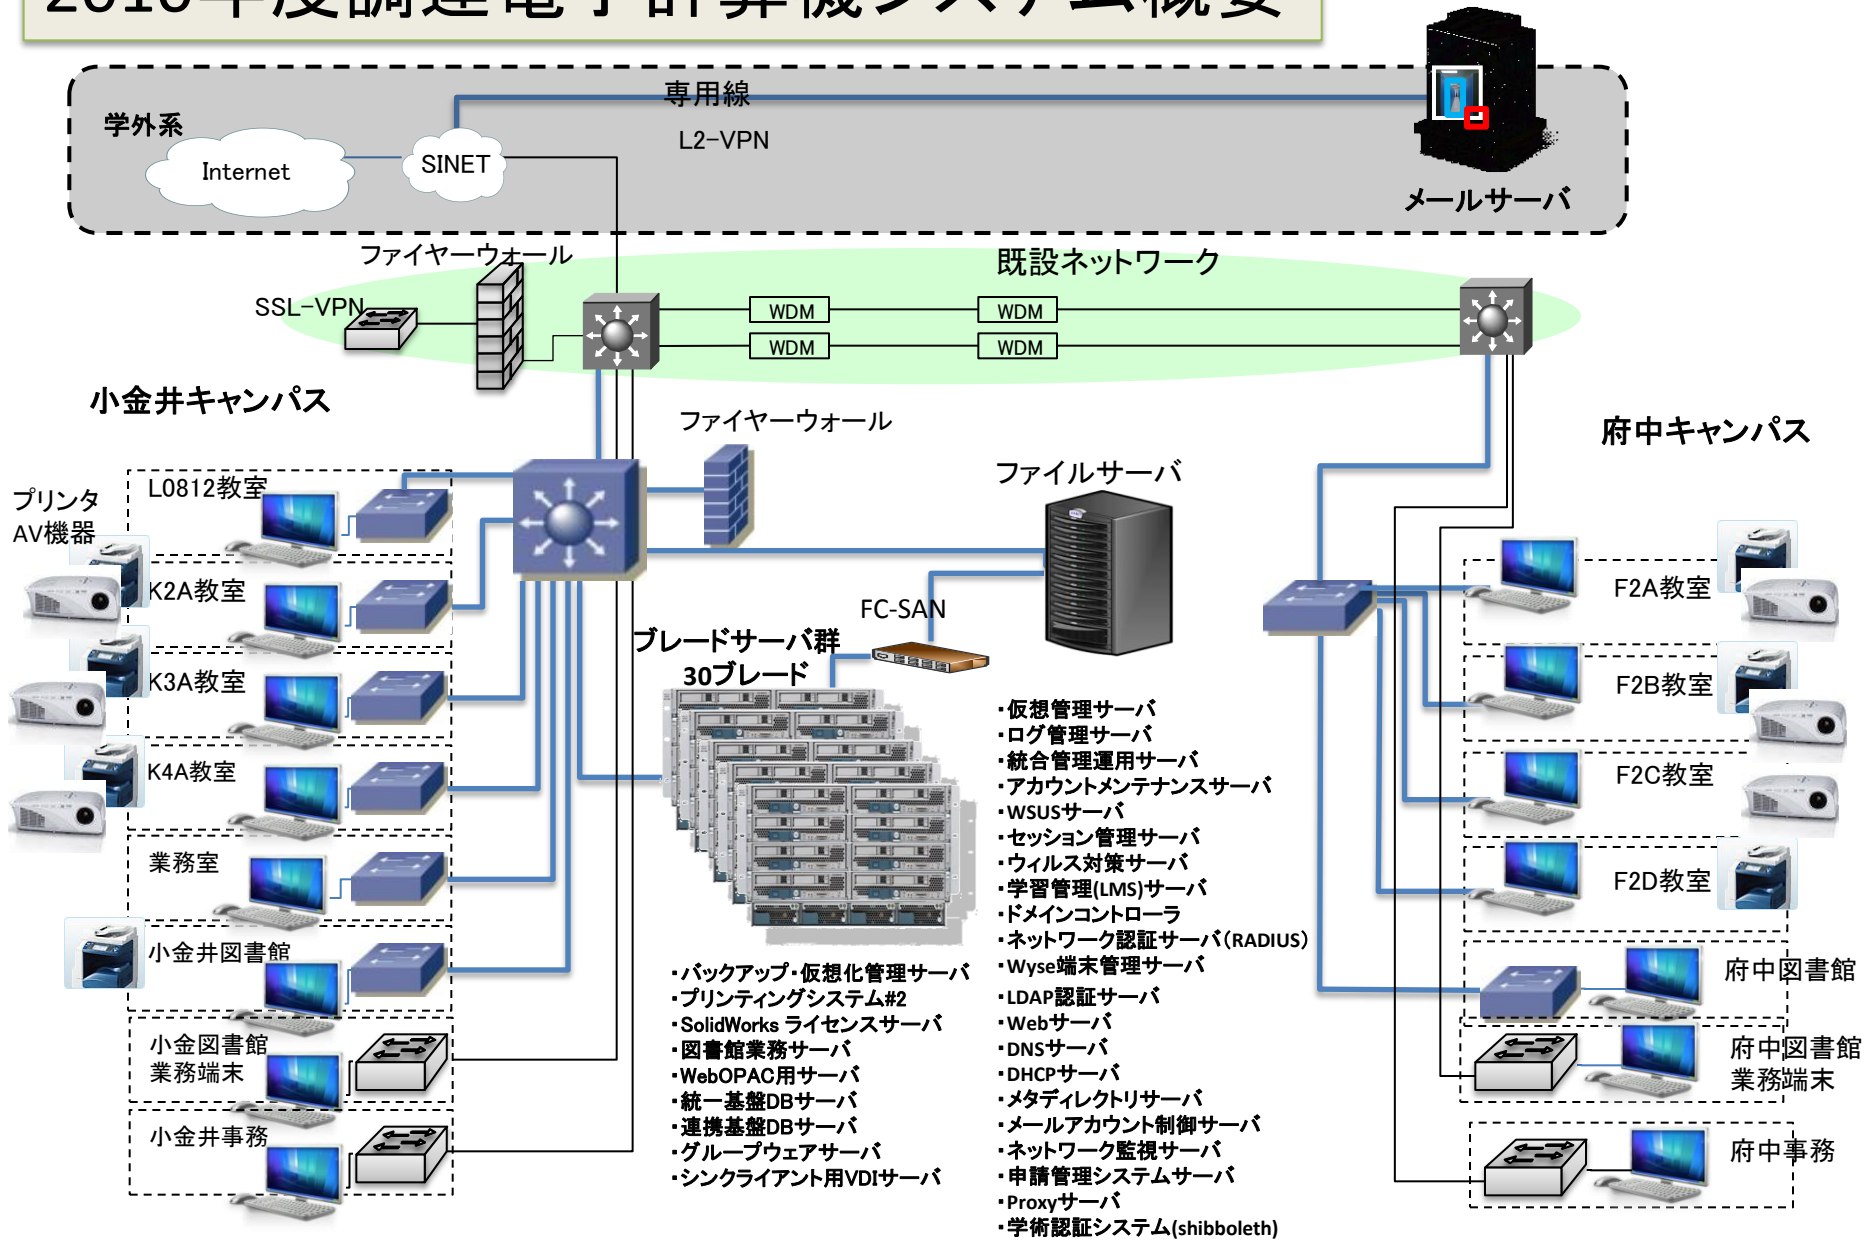 2010年度調達電子計算機システム概要
学外系
専用線
L2-VPN
Internet
SINET
メールサーバ
ファイヤーウォール
既設ネットワーク
SSL-VPN
WDM
WDM
WDM
WDM
小金井キャンパス
府中キャンパス
ファイヤーウォール
ファイルサーバ
プリンタ
AV機器
L0812教室
K2A教室
K3A教室
K4A教室
業務室
小金井図書館
小金図書館
業務端末
小金井事務
FC-SAN
ブレードサーバ群
30ブレード
・バックアップ・仮想化管理サーバ
・プリンティングシステム#2
・SolidWorks ライセンスサーバ
・図書館業務サーバ
・WebOPAC用サーバ
・統一基盤DBサーバ
・連携基盤DBサーバ
・グループウェアサーバ
・シンクライアント用VDIサーバ
・仮想管理サーバ
・ログ管理サーバ
・統合管理運用サーバ
・アカウントメンテナンスサーバ
・WSUSサーバ
・セッション管理サーバ
・ウィルス対策サーバ
・学習管理(LMS)サーバ
・ドメインコントローラ
・ネットワーク認証サーバ（RADIUS）
・Wyse端末管理サーバ
・LDAP認証サーバ
・Webサーバ
・DNSサーバ
・DHCPサーバ
・メタディレクトリサーバ
・メールアカウント制御サーバ
・ネットワーク監視サーバ
・申請管理システムサーバ
・Proxyサーバ
・学術認証システム(shibboleth)
F2A教室
F2B教室
F2C教室
F2D教室
府中図書館
府中図書館
業務端末
府中事務